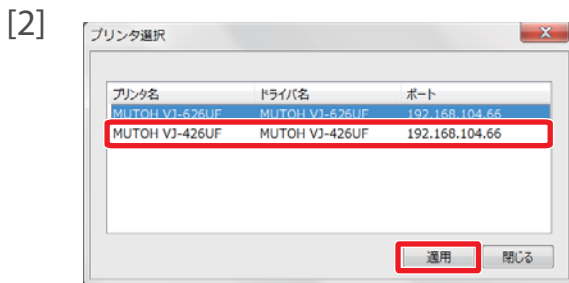 [2]
プリンタ選択
プリンタ名 ドライバ名 ポート
MUTOH VJ-626UF MUTOH VJ-626UF 192.168.104.66
MUTOH VJ-426UF MUTOH VJ-426UF 192.168.104.66
適用 閉じる